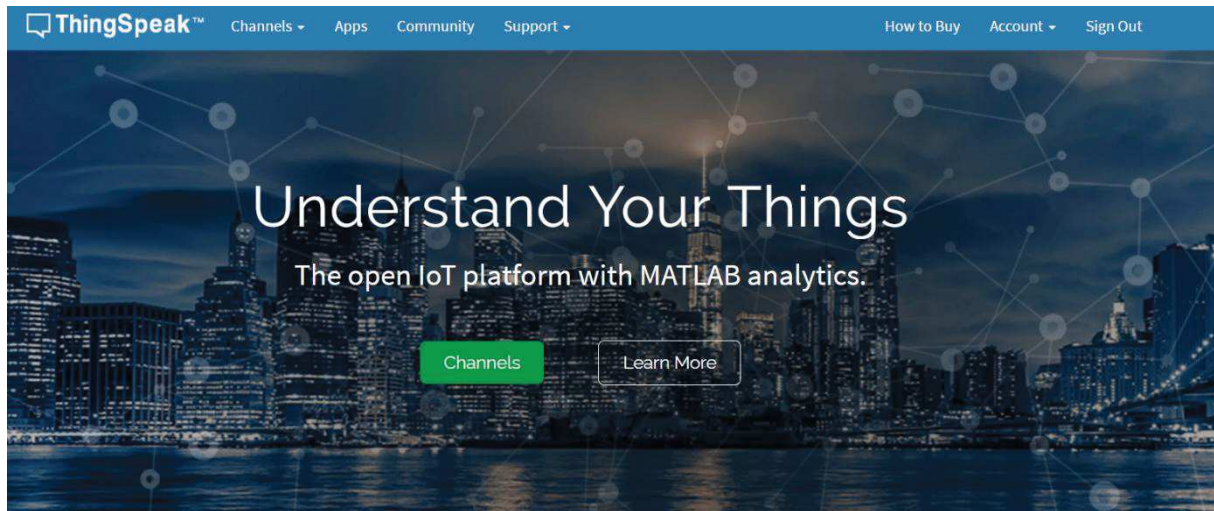 ThingSpeak™ Channels Apps Community Support How to Buy Account Sign Out
Understand Your Things
The open IoT platform with MATLAB analytics.
Channels Learn More